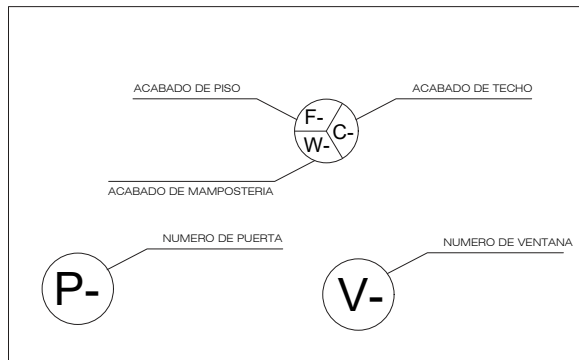 ACABADO DE PISO
ACABADO DE TECHO
F-
C-
W-
ACABADO DE MAMPOSTERIA
NUMERO DE PUERTA
NUMERO DE VENTANA
P-
V-